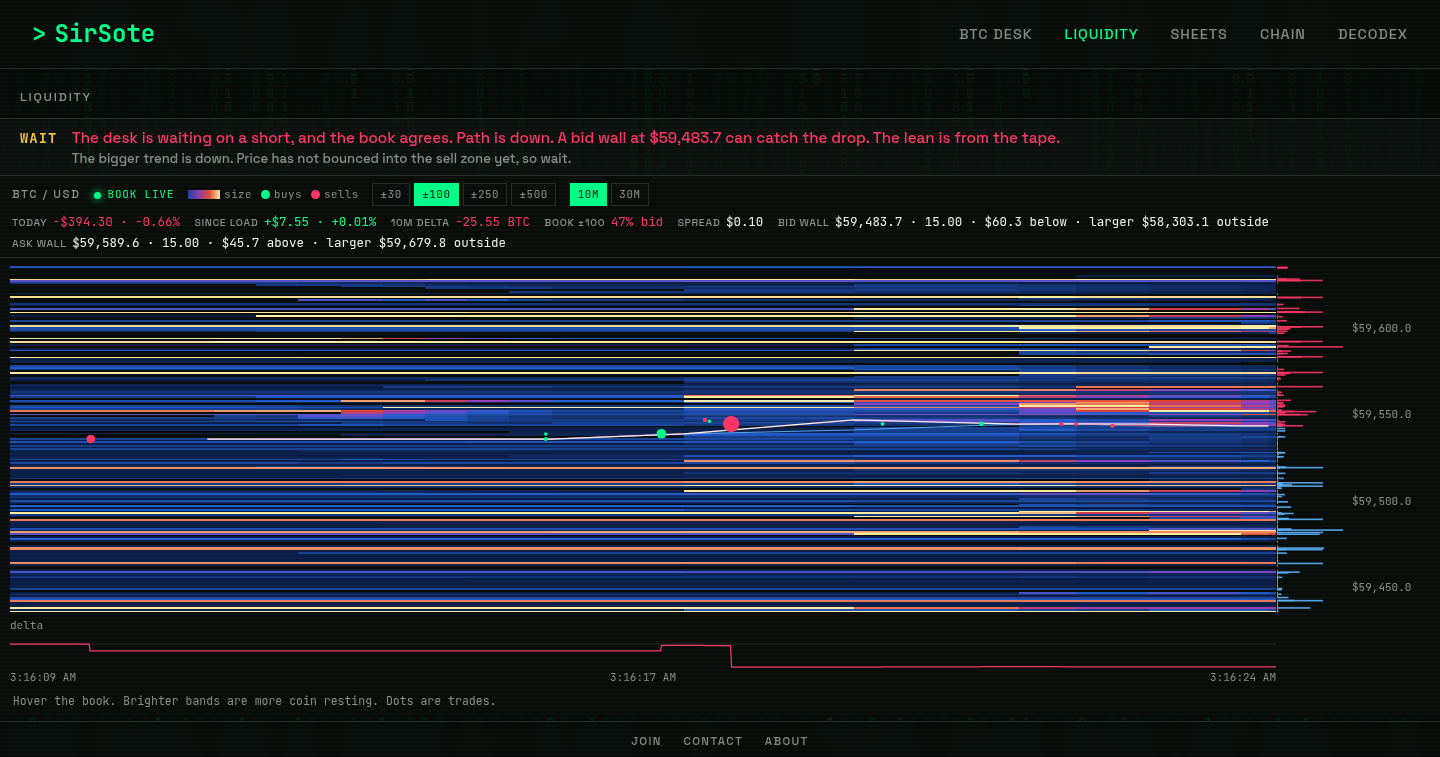 > SirSote
BTC DESK LIQUIDITY SHEETS CHAIN DECODEX
LIQUIDITY
WAIT The desk is waiting on a short, and the book agrees. Path is down. A bid wall at $59,483.7 can catch the drop. The lean is from the tape.
The bigger trend is down. Price has not bounced into the sell zone yet, so wait.
BTC / USD BOOK LIVE size buys sells ±30 ±100 ±250 ±500 10M 30M
TODAY -$394.30 · -0.66% SINCE LOAD +$7.55 · +0.01% 10M DELTA -25.55 BTC BOOK ±100 47% bid SPREAD $0.10 BID WALL $59,483.7 · 15.00 · $60.3 below · larger $58,303.1 outside
ASK WALL $59,589.6 · 15.00 · $45.7 above · larger $59,679.8 outside
$59,600.0
$59,550.0
$59,500.0
$59,450.0
delta
3:16:09 AM 3:16:17 AM 3:16:24 AM
Hover the book. Brighter bands are more coin resting. Dots are trades.
JOIN CONTACT ABOUT